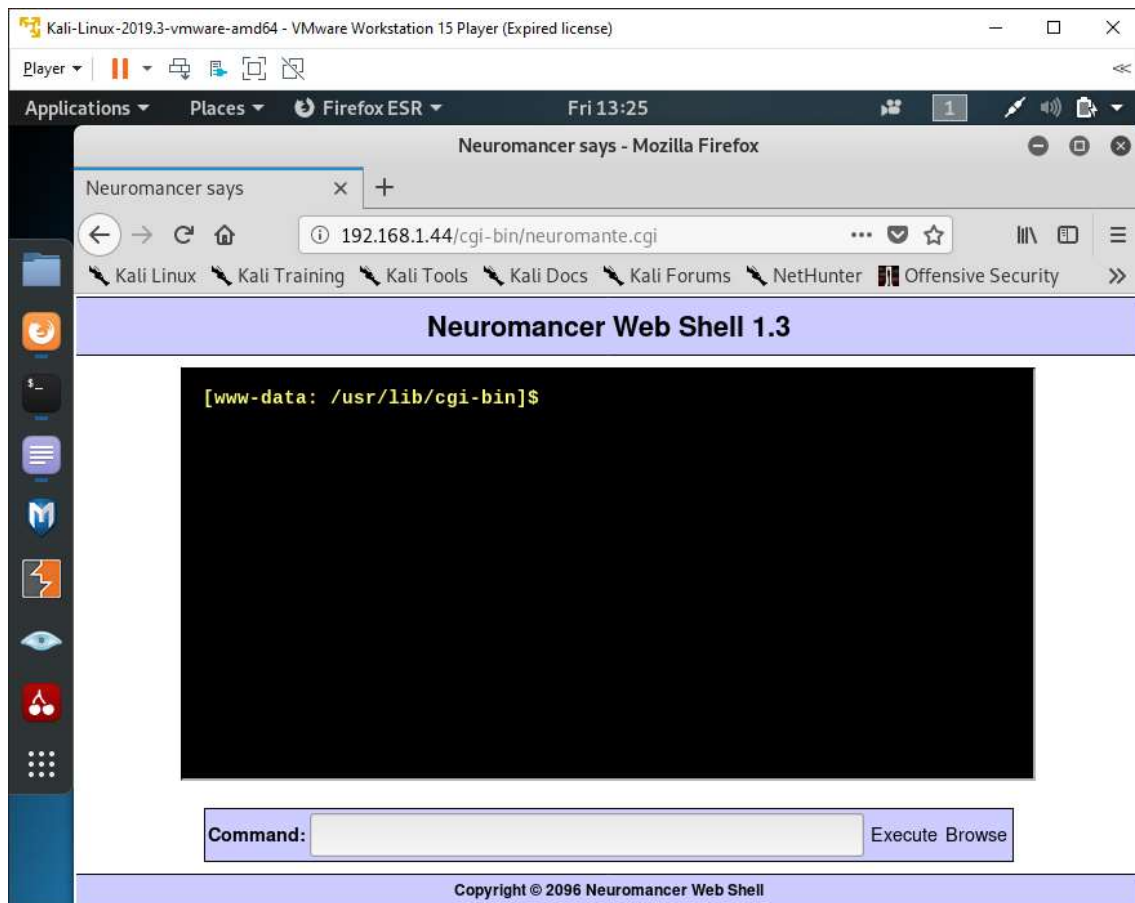 Kali-Linux-2019.3-vmware-amd64 - VMware Workstation 15 Player (Expired license)
Player
Applications Places Firefox ESR Fri 13:25 1
Neuromancer says - Mozilla Firefox
Neuromancer says
192.168.1.44/cgi-bin/neuromante.cgi
Kali Linux Kali Training Kali Tools Kali Docs Kali Forums NetHunter Offensive Security
Neuromancer Web Shell 1.3
[www-data: /usr/lib/cgi-bin]$
Command: Execute Browse
Copyright © 2096 Neuromancer Web Shell